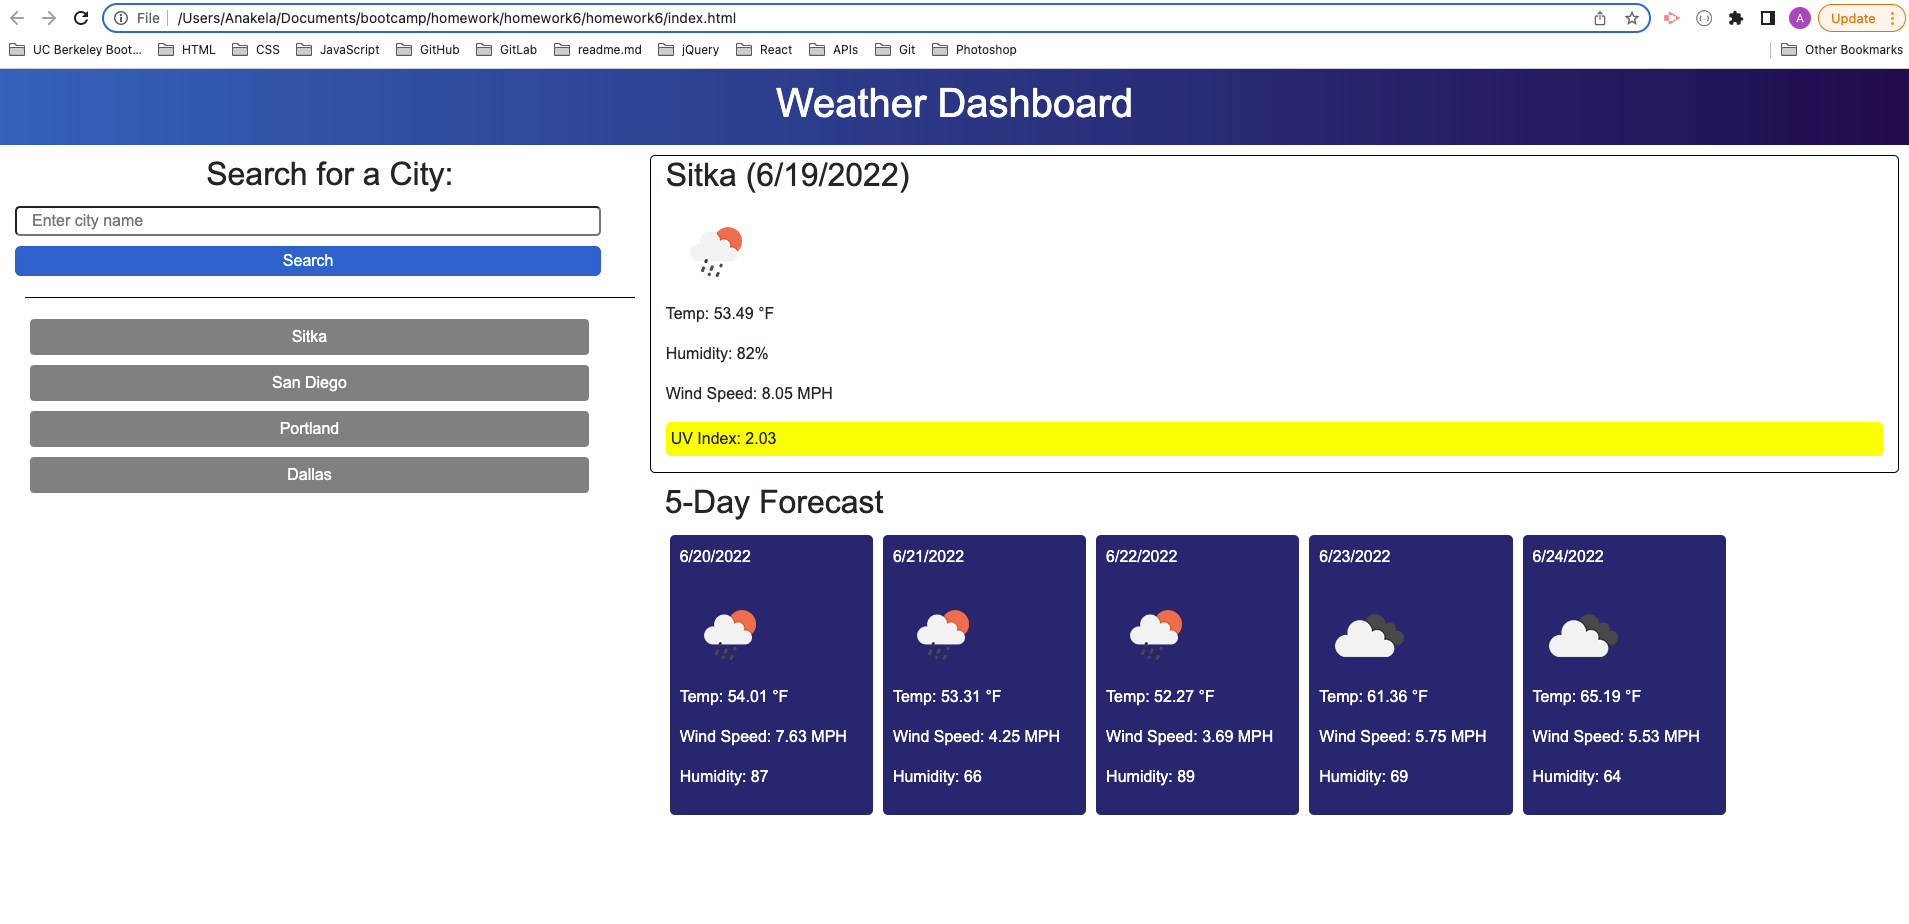 File /Users/Anakela/Documents/bootcamp/homework/homework6/homework6/index.html A Update
UC Berkeley Boot... HTML CSS JavaScript GitHub GitLab readme.md jQuery React APIs Git Photoshop Other Bookmarks
Weather Dashboard
Search for a City:
Enter city name
Search
Sitka
San Diego
Portland
Dallas
Sitka (6/19/2022)
Temp: 53.49 °F
Humidity: 82%
Wind Speed: 8.05 MPH
UV Index: 2.03
5-Day Forecast
6/20/2022
Temp: 54.01 °F
Wind Speed: 7.63 MPH
Humidity: 87
6/21/2022
Temp: 53.31 °F
Wind Speed: 4.25 MPH
Humidity: 66
6/22/2022
Temp: 52.27 °F
Wind Speed: 3.69 MPH
Humidity: 89
6/23/2022
Temp: 61.36 °F
Wind Speed: 5.75 MPH
Humidity: 69
6/24/2022
Temp: 65.19 °F
Wind Speed: 5.53 MPH
Humidity: 64